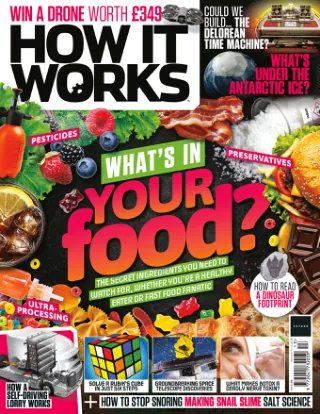 WIN A DRONE WORTH £349
HOW IT
WORKS
COULD WE
BUILD... THE
DELOREAN
TIME MACHINE?
WHAT'S
UNDER THE
ANTARCTIC ICE?
PESTICIDES
PRESERVATIVES
WHAT'S IN
YOUR
food?
THE SECRET INGREDIENTS YOU NEED TO
WATCH FOR, WHETHER YOU'RE A HEALTHY
EATER OR FAST FOOD FANATIC
HOW TO READ
A DINOSAUR
FOOTPRINT
ULTRA-
PROCESSING
HOW A
SELF-DRIVING
LORRY WORKS
SOLVE A RUBIK'S CUBE
IN JUST SIX STEPS
GROUNDBREAKING SPACE
TELESCOPE DISCOVERIES
WHAT MAKES BOTOX A
DEADLY NERVE TOXIN?
FUTURE
+ HOW TO STOP SNORING MAKING SNAIL SLIME SALT SCIENCE